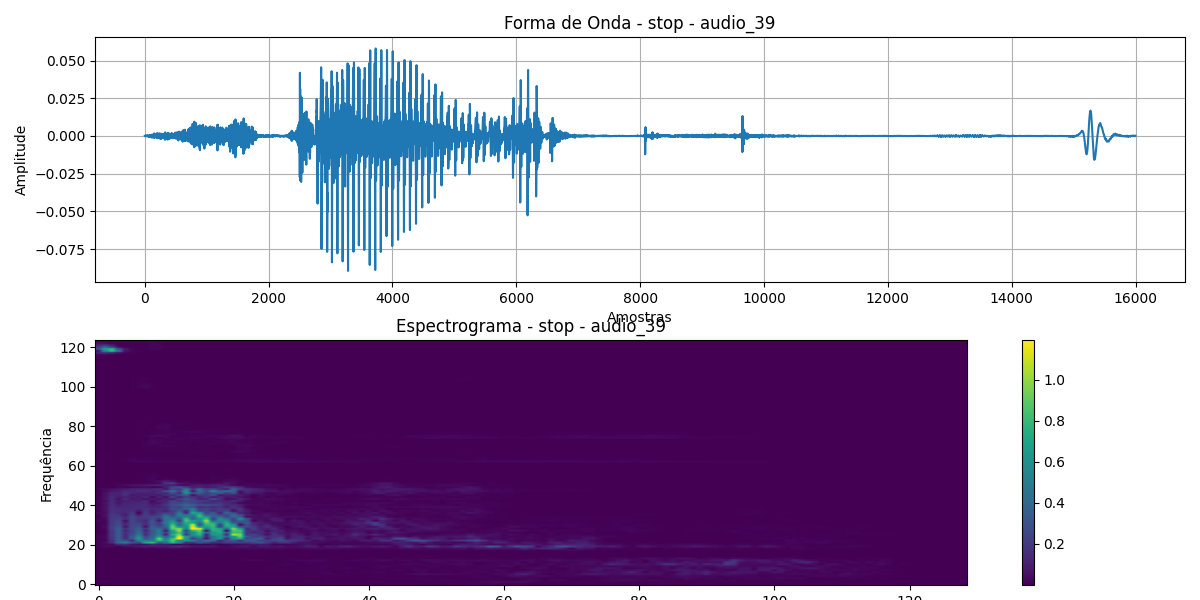 Forma de Onda - stop - audio_39
Amplitude
0.050
0.025
0.000
−0.025
−0.050
−0.075
0 2000 4000 6000 8000 10000 12000 14000 16000
Amostras
Espectrograma - stop - audio_39
Frequência
120
100
80
60
40
20
0
1.0
0.8
0.6
0.4
0.2
0 20 40 60 80 100 120